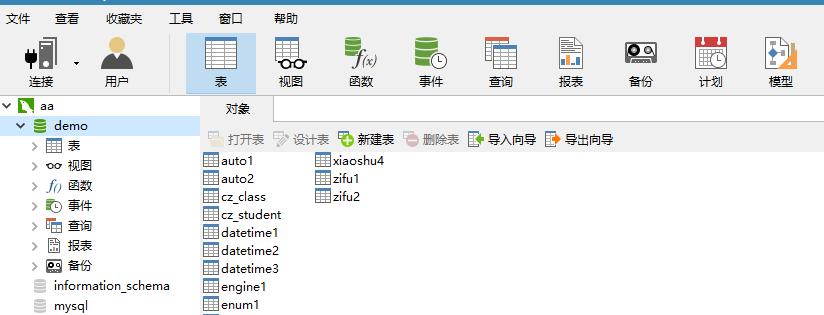 文件 查看 收藏夹 工具 窗口 帮助
连接 用户 表 视图 函数 事件 查询 报表 备份 计划 模型
aa
demo
表
视图
函数
事件
查询
报表
备份
information_schema
mysql
对象
打开表 设计表 新建表 删除表 导入向导 导出向导
auto1
auto2
cz_class
cz_student
datetime1
datetime2
datetime3
engine1
enum1
xiaoshu4
zifu1
zifu2